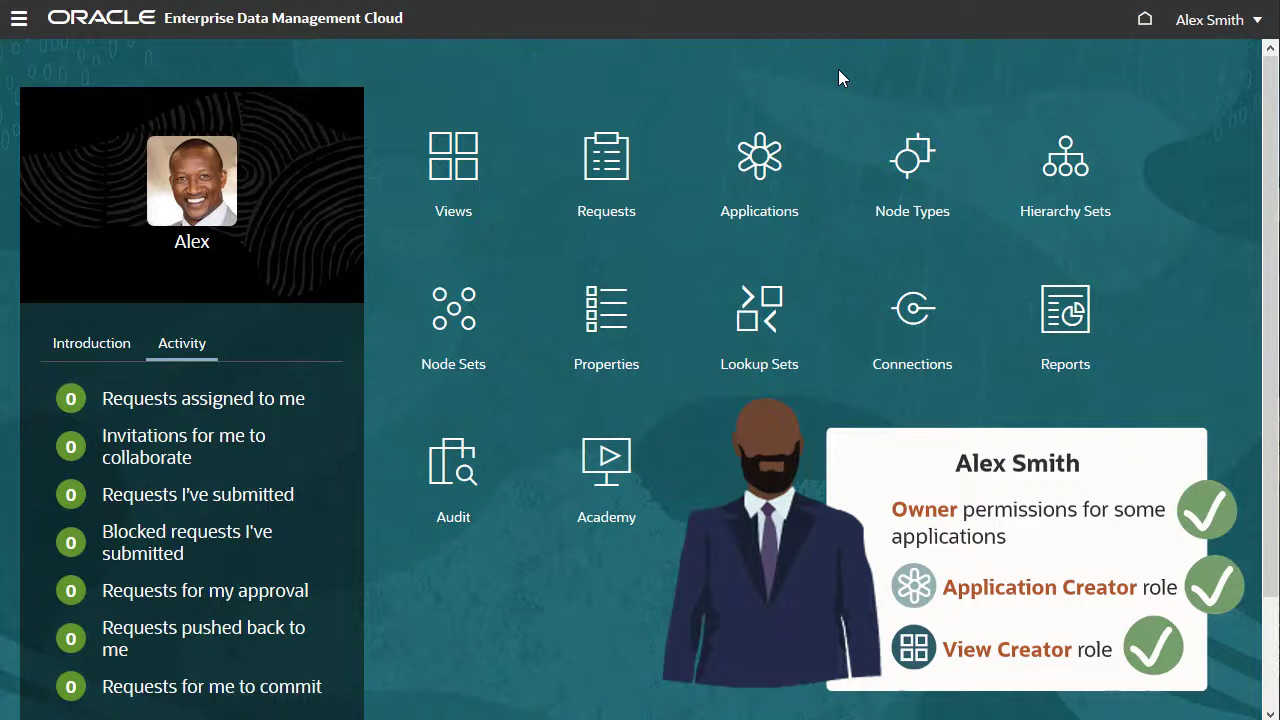 ORACLE Enterprise Data Management Cloud
Alex Smith
Alex
Introduction
Activity
0 Requests assigned to me
0 Invitations for me to
collaborate
0 Requests I've submitted
0 Blocked requests I've
submitted
0 Requests for my approval
0 Requests pushed back to
me
0 Requests for me to commit
Views
Requests
Applications
Node Types
Hierarchy Sets
Node Sets
Properties
Lookup Sets
Connections
Reports
Audit
Academy
Alex Smith
Owner permissions for some
applications
Application Creator role
View Creator role